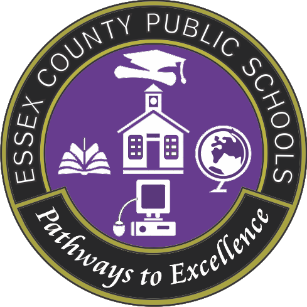 ESSEX COUNTY PUBLIC SCHOOLS
Pathways to Excellence